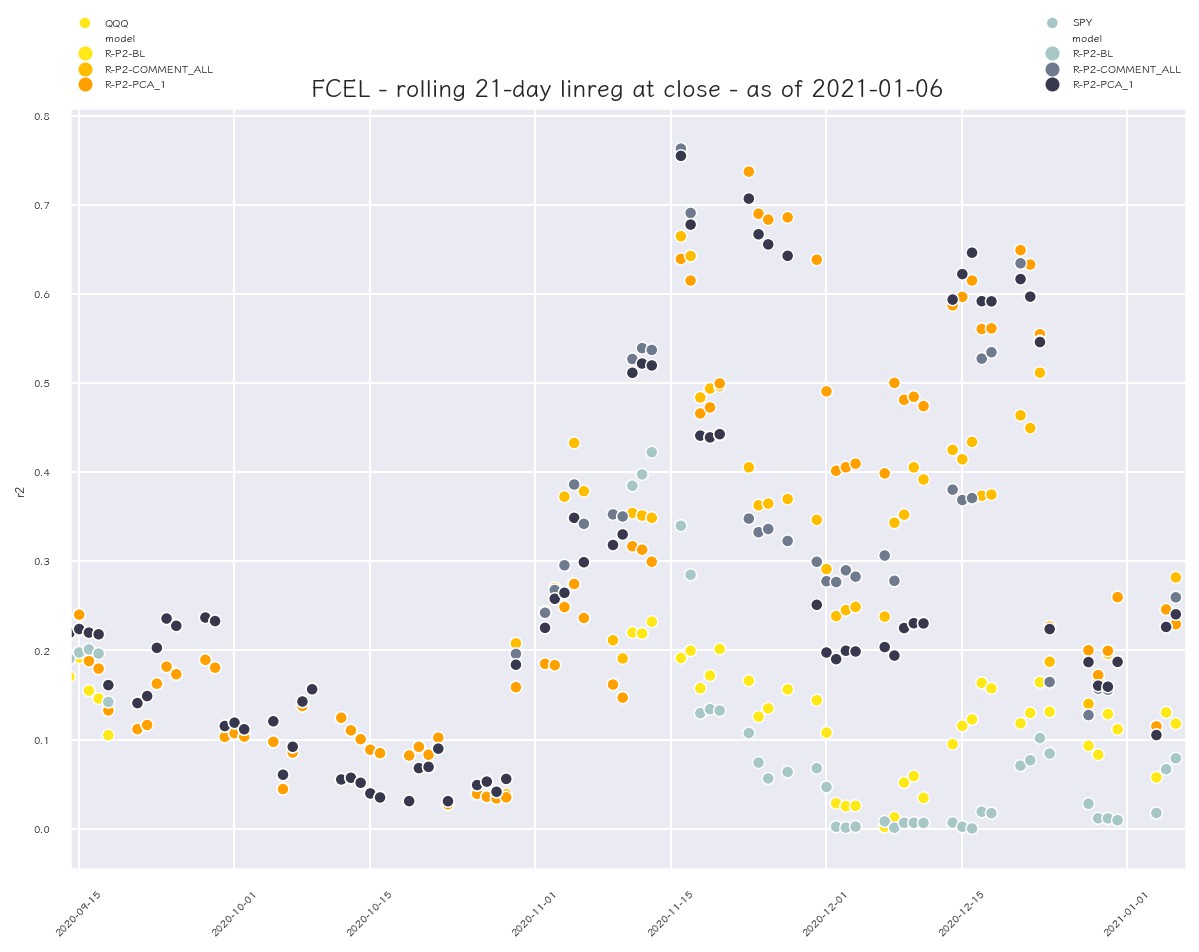 QQQ
model
R-P2-BL
R-P2-COMMENT_ALL
R-P2-PCA_1
SPY
model
R-P2-BL
R-P2-COMMENT_ALL
R-P2-PCA_1
FCEL - rolling 21-day linreg at close - as of 2021-01-06
0.8
0.7
0.6
0.5
0.4
0.3
0.2
0.1
0.0
r2
2020-09-15
2020-10-01
2020-10-15
2020-11-01
2020-11-15
2020-12-01
2020-12-15
2021-01-01